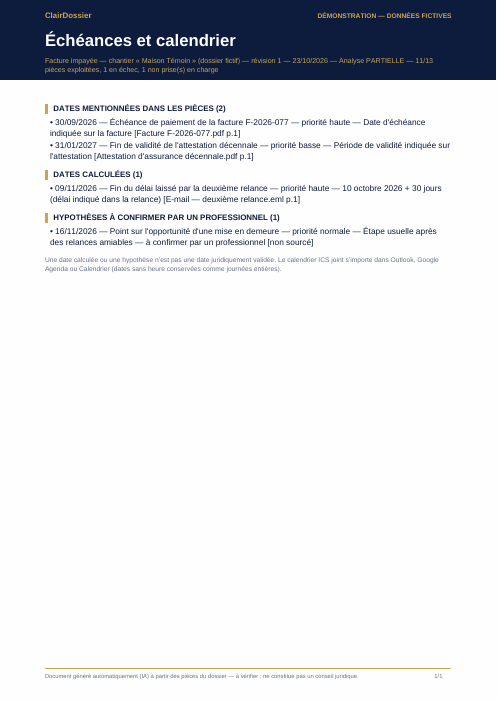 ClairDossier
DÉMONSTRATION — DONNÉES FICTIVES
Échéances et calendrier
Facture impayée — chantier « Maison Témoin » (dossier fictif) — révision 1 — 23/10/2026 — Analyse PARTIELLE — 11/13
pièces exploitées, 1 en échec, 1 non prise(s) en charge
DATES MENTIONNÉES DANS LES PIÈCES (2)
• 30/09/2026 — Échéance de paiement de la facture F-2026-077 — priorité haute — Date d'échéance
indiquée sur la facture [Facture F-2026-077.pdf p.1]
• 31/01/2027 — Fin de validité de l'attestation décennale — priorité basse — Période de validité indiquée sur
l'attestation [Attestation d'assurance décennale.pdf p.1]
DATES CALCULÉES (1)
• 09/11/2026 — Fin du délai laissé par la deuxième relance — priorité haute — 10 octobre 2026 + 30 jours
(délai indiqué dans la relance) [E-mail — deuxième relance.eml p.1]
HYPOTHÈSES À CONFIRMER PAR UN PROFESSIONNEL (1)
• 16/11/2026 — Point sur l'opportunité d'une mise en demeure — priorité normale — Étape usuelle après
des relances amiables — à confirmer par un professionnel [non sourcé]
Une date calculée ou une hypothèse n'est pas une date juridiquement validée. Le calendrier ICS joint s'importe dans Outlook, Google
Agenda ou Calendrier (dates sans heure conservées comme journées entières).
Document généré automatiquement (IA) à partir des pièces du dossier — à vérifier ; ne constitue pas un conseil juridique.
1/1